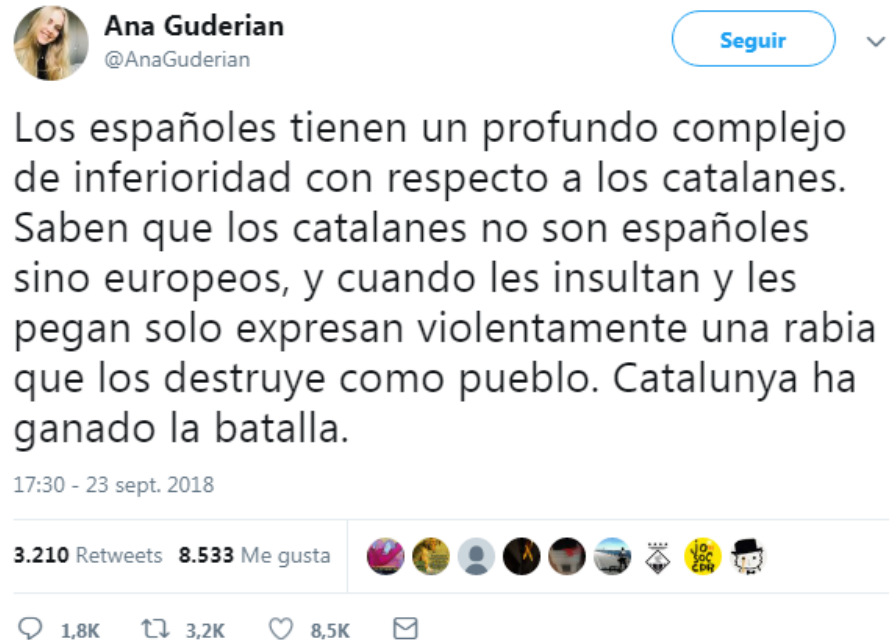 Ana Guderian
@AnaGuderian
Seguir
Los españoles tienen un profundo complejo
de inferioridad con respecto a los catalanes.
Saben que los catalanes no son españoles
sino europeos, y cuando les insultan y les
pegan solo expresan violentamente una rabia
que los destruye como pueblo. Catalunya ha
ganado la batalla.
17:30 - 23 sept. 2018
3.210 Retweets 8.533 Me gusta
JO
SOC
CDR
1,8K 3,2K 8,5K